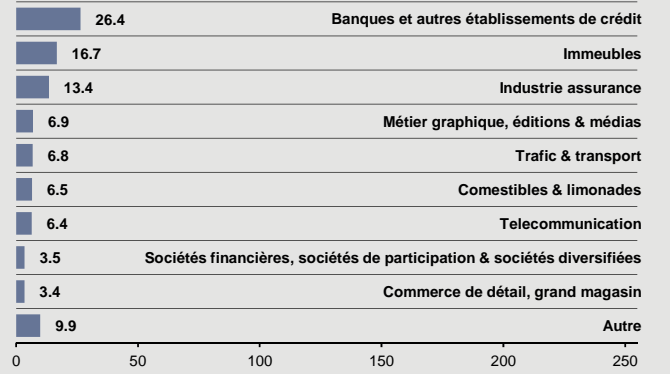 26.4 Banques et autres établissements de crédit
16.7 Immeubles
13.4 Industrie assurance
6.9 Métier graphique, éditions & médias
6.8 Trafic & transport
6.5 Comestibles & limonades
6.4 Telecommunication
3.5 Sociétés financières, sociétés de participation & sociétés diversifiées
3.4 Commerce de détail, grand magasin
9.9 Autre
0 50 100 150 200 250